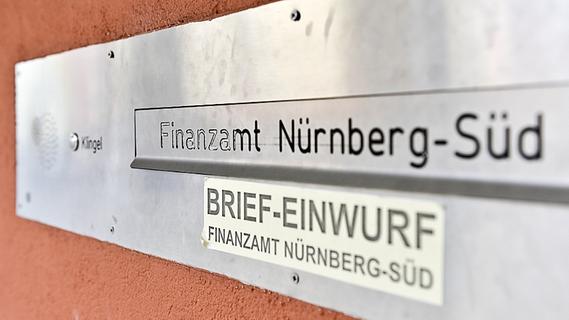 Klingel
Finanzamt Nürnberg-Süd
BRIEF-EINWURF
FINANZAMT NÜRNBERG-SÜD